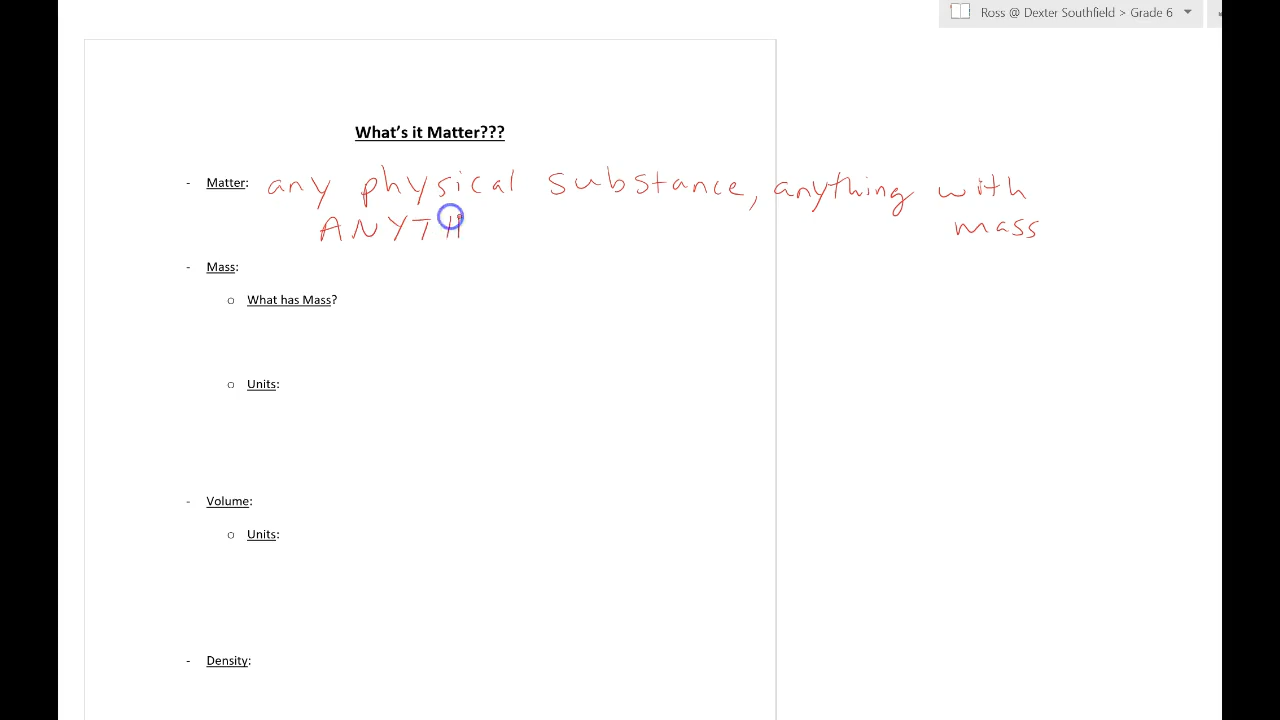 Ross @ Dexter Southfield > Grade 6
What's it Matter???
- Matter: any physical substance, anything with
ANYTH mass
- Mass:
o What has Mass?
o Units:
- Volume:
o Units:
- Density: